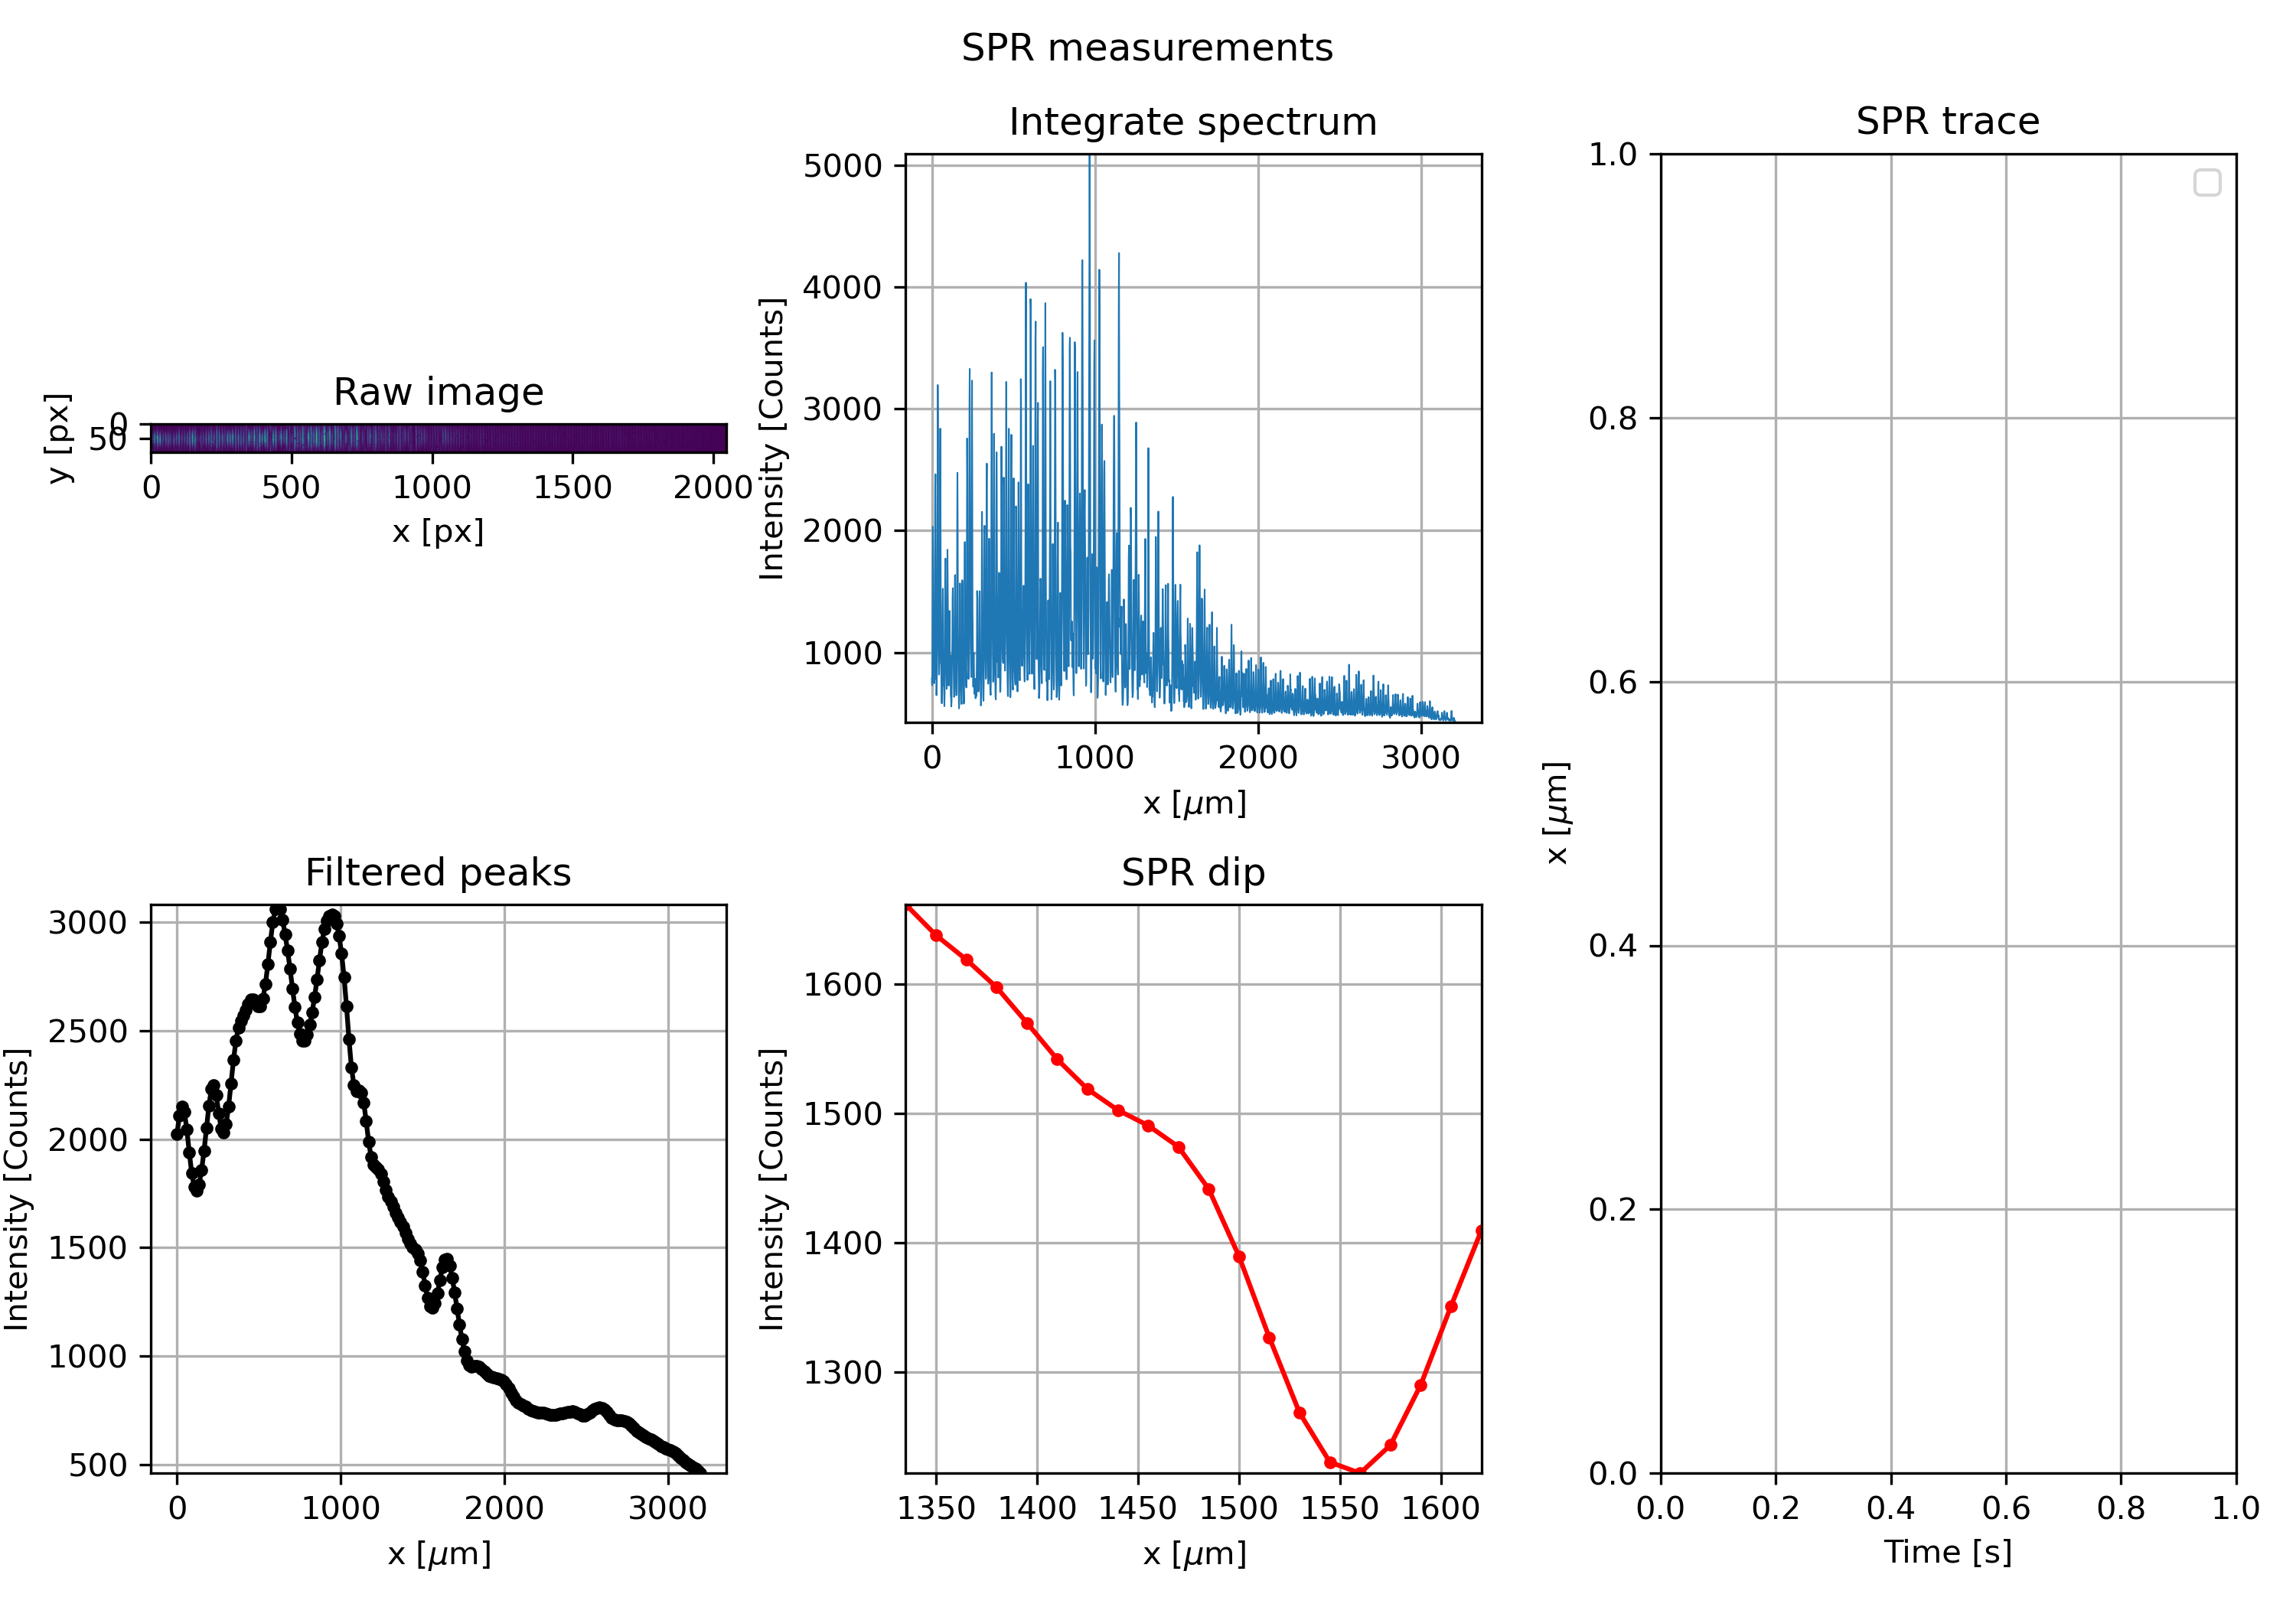 SPR measurements
Raw image
y [px]
0
50
0 500 1000 1500 2000
x [px]
Integrate spectrum
Intensity [Counts]
5000
4000
3000
2000
1000
0 1000 2000 3000
x [μm]
SPR trace
x [μm]
1.0
0.8
0.6
0.4
0.2
0.0
0.0 0.2 0.4 0.6 0.8 1.0
Time [s]
Filtered peaks
Intensity [Counts]
3000
2500
2000
1500
1000
500
0 1000 2000 3000
x [μm]
SPR dip
Intensity [Counts]
1600
1500
1400
1300
1350 1400 1450 1500 1550 1600
x [μm]